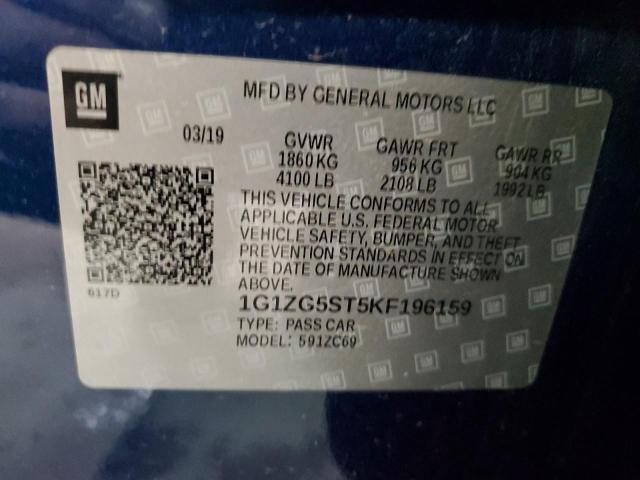 GM
MFD BY GENERAL MOTORS LLC
03/19
GVWR
1860 KG
4100 LB
GAWR FRT
956 KG
2108 LB
GAWR RR
904 KG
1992 LB
THIS VEHICLE CONFORMS TO ALL
APPLICABLE U.S. FEDERAL MOTOR
VEHICLE SAFETY, BUMPER, AND THEFT
PREVENTION STANDARDS IN EFFECT ON
THE DATE OF MANUFACTURE SHOWN
ABOVE.
617D
1G1ZG5ST5KF196159
TYPE: PASS CAR
MODEL: 591ZC69